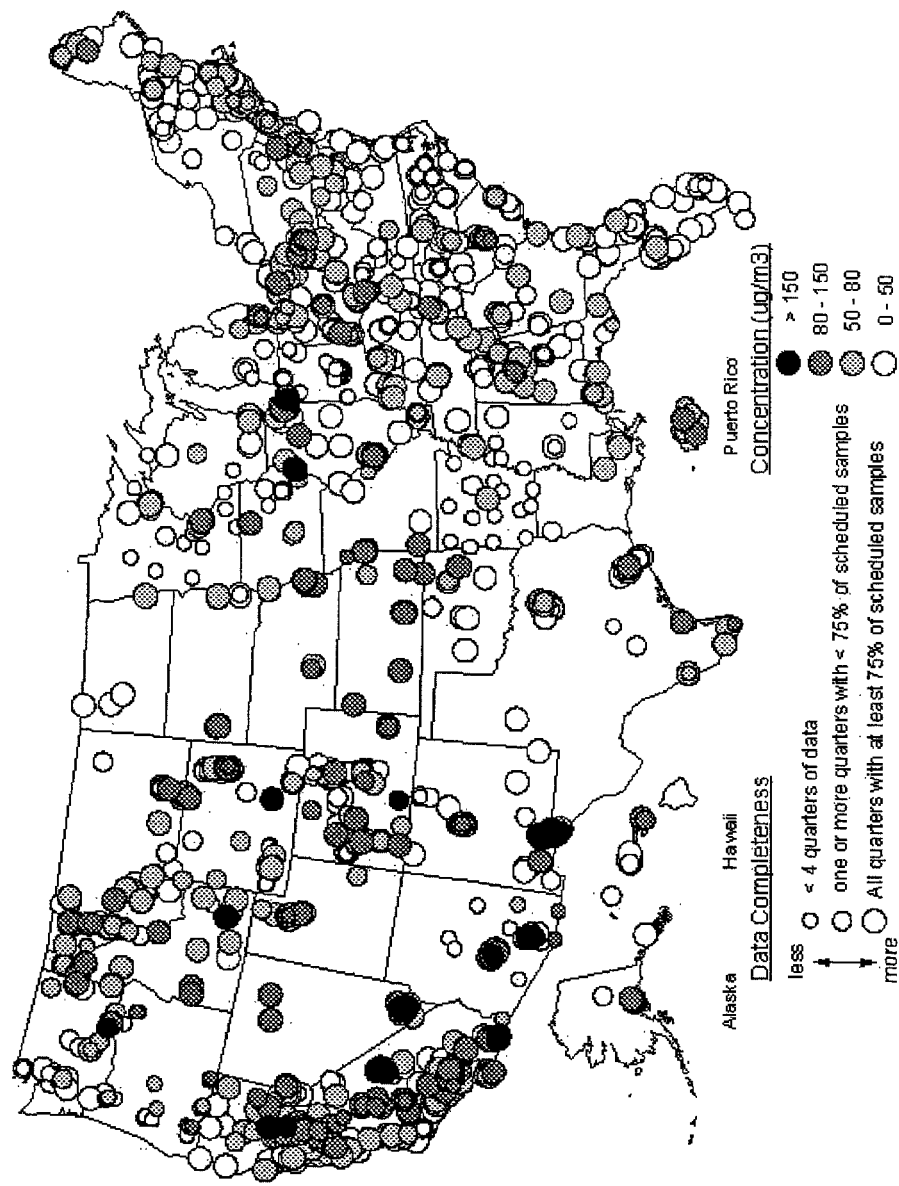 Alaska
Hawaii
Puerto Rico
Data Completeness
less
< 4 quarters of data
one or more quarters with < 75% of scheduled samples
more
All quarters with at least 75% of scheduled samples
Concentration (ug/m3)
> 150
80 - 150
50 - 80
0 - 50